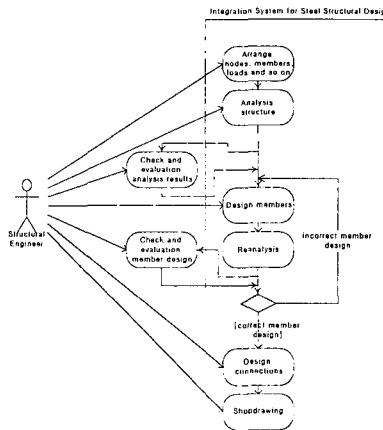 Integration System for Steel Structural Desig
Arrange
nodes, members,
loads and so on
Analysis
structure
Check and
evaluation
analysis results
Design members
incorrect member
design
Structural
Engineer
Check and
evaluation
member design
Reanalysis
[correct member
design]
Design
connections
Shopdrawing